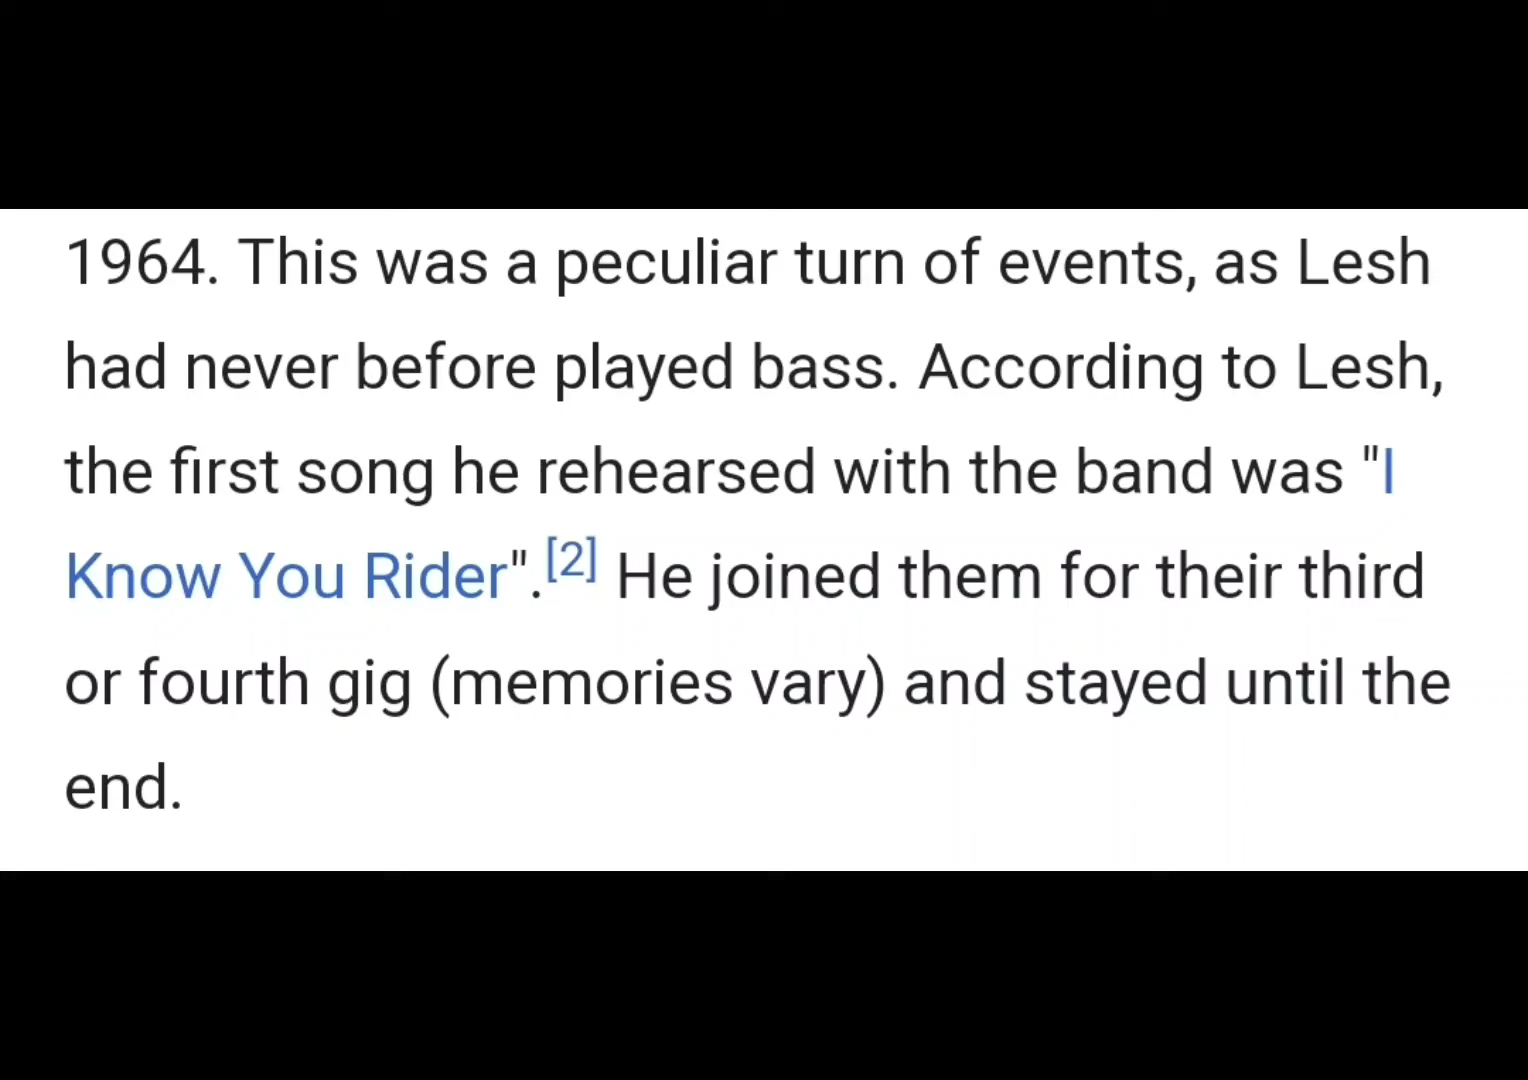 1964. This was a peculiar turn of events, as Lesh
had never before played bass. According to Lesh,
the first song he rehearsed with the band was "I
Know You Rider".[2] He joined them for their third
or fourth gig (memories vary) and stayed until the
end.